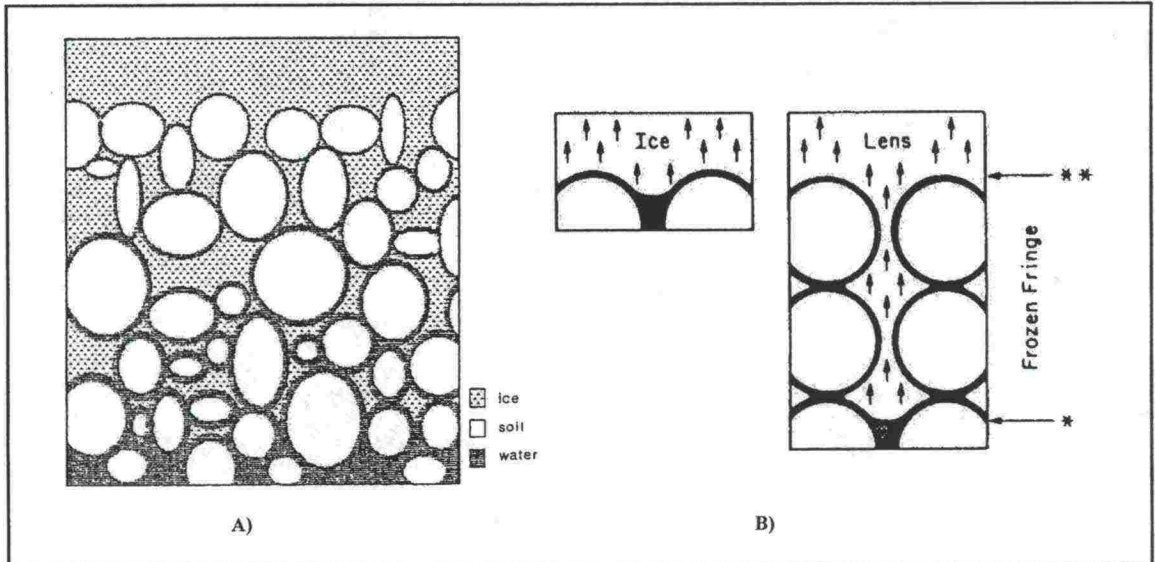 ice
soil
water
A)
Ice
Lens
**
Frozen Fringe
*
B)